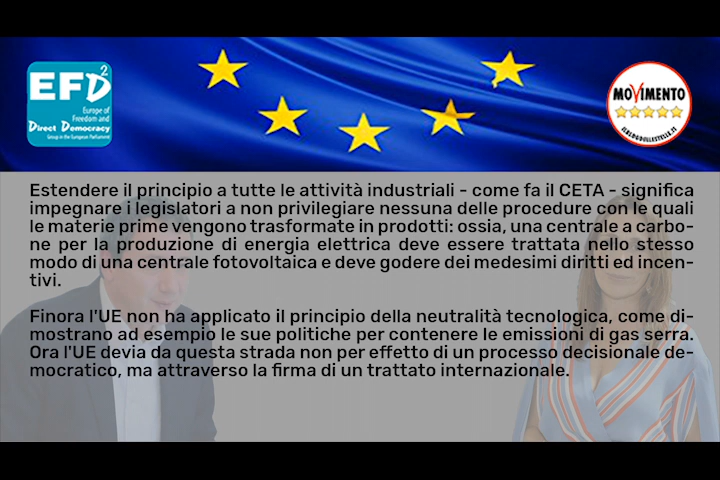 EFD2
Europe of
Freedom and
Direct Democracy
Group in the European Parliament
MOVIMENTO
ILBLOGDELLESTELLE.IT
Estendere il principio a tutte le attività industriali - come fa il CETA - significa
impegnare i legislatori a non privilegiare nessuna delle procedure con le quali
le materie prime vengono trasformate in prodotti: ossia, una centrale a carbo-
ne per la produzione di energia elettrica deve essere trattata nello stesso
modo di una centrale fotovoltaica e deve godere dei medesimi diritti ed incen-
tivi.
Finora l'UE non ha applicato il principio della neutralità tecnologica, come di-
mostrano ad esempio le sue politiche per contenere le emissioni di gas serra.
Ora l'UE devia da questa strada non per effetto di un processo decisionale de-
mocratico, ma attraverso la firma di un trattato internazionale.